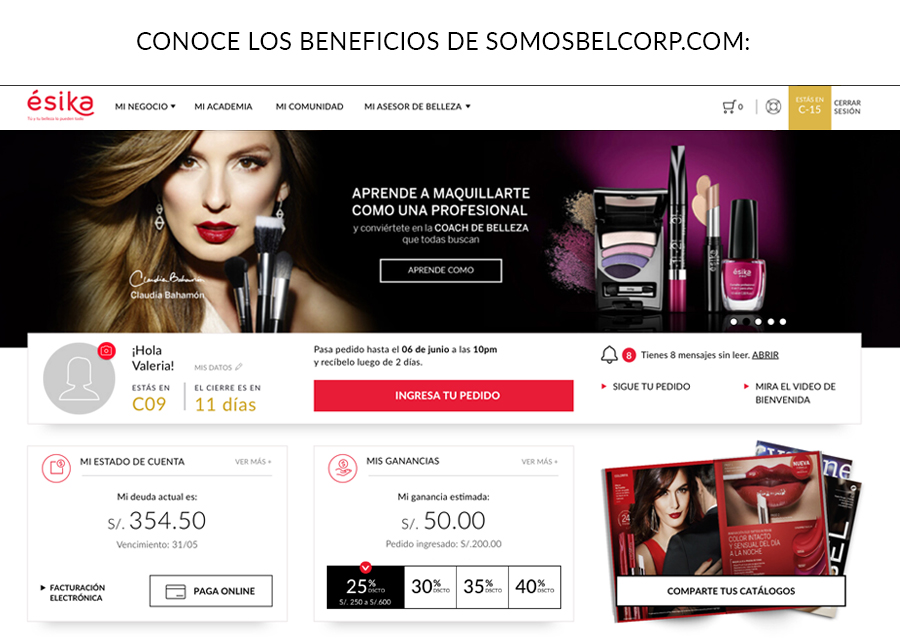 CONOCE LOS BENEFICIOS DE SOMOSBELCORP.COM:
ésika
Tú y tu belleza lo pueden todo
MI NEGOCIO
MI ACADEMIA
MI COMUNIDAD
MI ASESOR DE BELLEZA
0
ESTÁS EN
C-15
CERRAR
SESIÓN
APRENDE A MAQUILLARTE
COMO UNA PROFESIONAL
y conviértete en la COACH DE BELLEZA
que todas buscan
APRENDE COMO
Claudia Bahamón
Claudia Bahamón
ésika
¡Hola
Valeria!
MIS DATOS
ESTÁS EN
C09
EL CIERRE ES EN
11 días
Pasa pedido hasta el 06 de junio a las 10pm
y recíbelo luego de 2 días.
INGRESA TU PEDIDO
8 Tienes 8 mensajes sin leer. ABRIR
SIGUE TU PEDIDO
MIRA EL VIDEO DE
BIENVENIDA
MI ESTADO DE CUENTA
VER MÁS +
Mi deuda actual es:
S/. 354.50
Vencimiento: 31/05
FACTURACIÓN
ELECTRÓNICA
PAGA ONLINE
MIS GANANCIAS
VER MÁS +
Mi ganancia estimada:
S/. 50.00
Pedido ingresado: S/.200.00
25% DSCTO
S/. 250 a S/.600
30% DSCTO
35% DSCTO
40% DSCTO
NUEVA
24
COLOR INTACTO
Y SENSUAL DEL DÍA
A LA NOCHE
COMPARTE TUS CATÁLOGOS